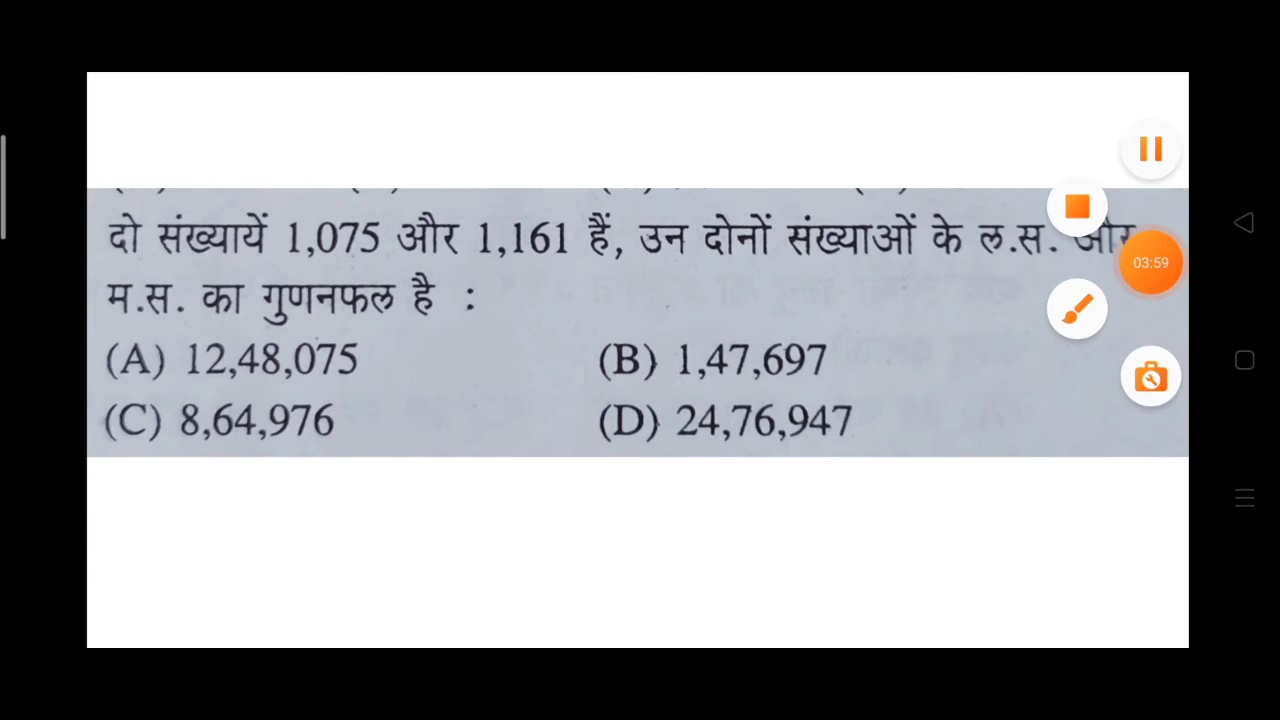 दो संख्यायें 1,075 और 1,161 हैं, उन दोनों संख्याओं के ल.स. और
03:59
म.स. का गुणनफल है :
(A) 12,48,075 (B) 1,47,697
(C) 8,64,976 (D) 24,76,947